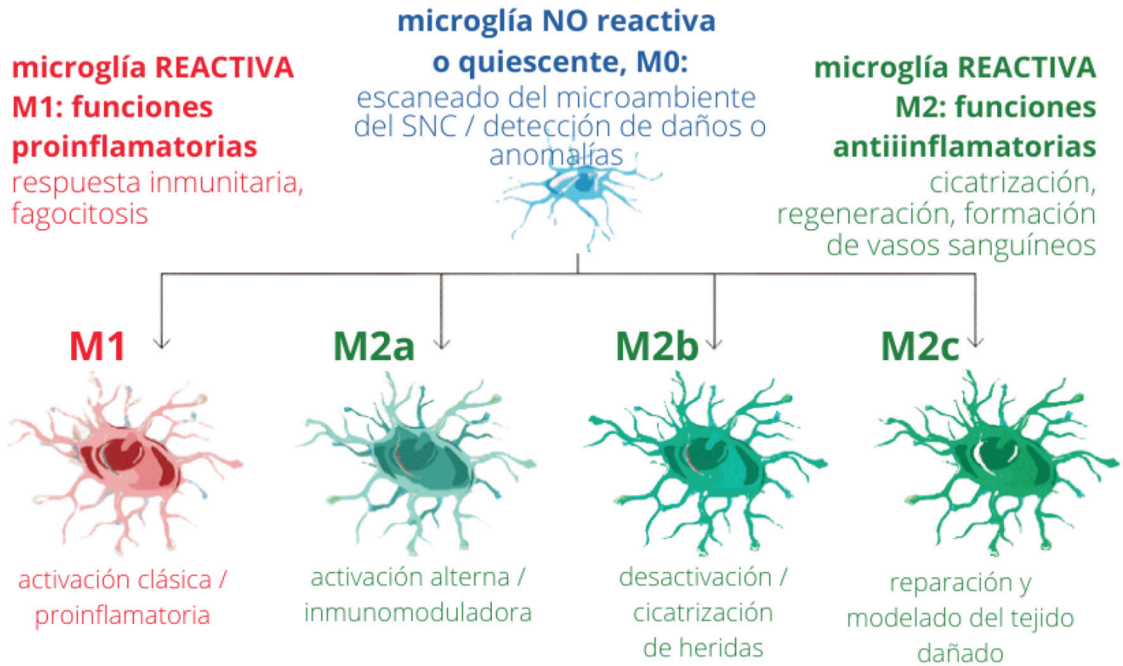 microglía NO reactiva
o quiescente, M0:
escaneado del microambiente
del SNC / detección de daños o
anomalías
microglía REACTIVA
M1: funciones
proinflamatorias
respuesta inmunitaria,
fagocitosis
microglía REACTIVA
M2: funciones
antiiinflamatorias
cicatrización,
regeneración, formación
de vasos sanguíneos
M1
M2a
M2b
M2c
activación clásica /
proinflamatoria
activación alterna /
inmunomoduladora
desactivación /
cicatrización
de heridas
reparación y
modelado del tejido
dañado